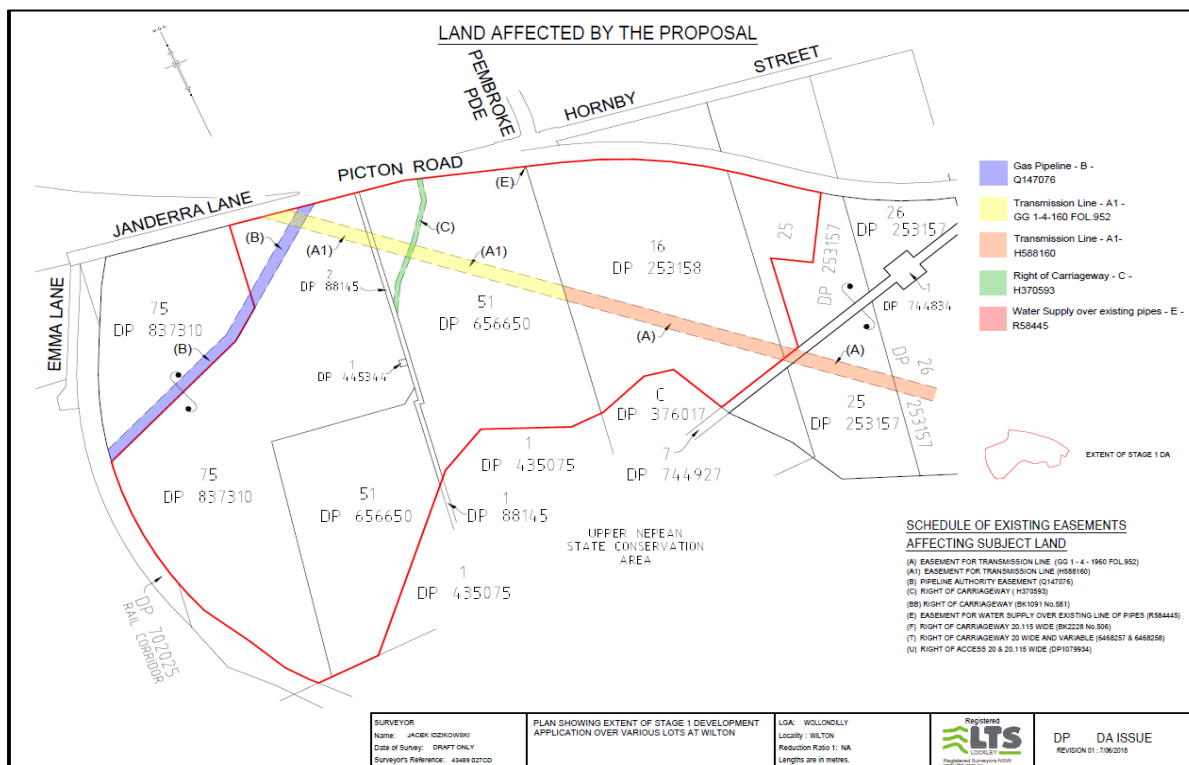 LAND AFFECTED BY THE PROPOSAL
PEMBROKE
PDE
HORNBY
STREET
PICTON ROAD
JANDERRA LANE
EMMA LANE
(E)
(B)
(A1)
(C)
(A1)
2
DP 88145
16
DP 253158
25
DP 253157
26
DP 253157
1
DP 744834
75
DP 837310
(B)
51
DP 656650
(A)
(A)
1
DP 445344
C
DP 376017
25
DP 253157
26
DP 253157
7
DP 744927
1
DP 435075
75
DP 837310
51
DP 656650
1
DP 88145
UPPER NEPEAN
STATE CONSERVATION
AREA
1
DP 435075
DP 702025
RAIL CORRIDOR
Gas Pipeline - B -
Q147076
Transmission Line - A1 -
GG 1-4-160 FOL.952
Transmission Line - A1-
H588160
Right of Carriageway - C -
H370593
Water Supply over existing pipes - E -
R58445
EXTENT OF STAGE 1 DA
SCHEDULE OF EXISTING EASEMENTS
AFFECTING SUBJECT LAND
(A) EASEMENT FOR TRANSMISSION LINE (GG 1 - 4 - 1960 FOL.952)
(A1) EASEMENT FOR TRANSMISSION LINE (H588160)
(B) PIPELINE AUTHORITY EASEMENT (Q147076)
(C) RIGHT OF CARRIAGEWAY ( H370593)
(BB) RIGHT OF CARRIAGEWAY (BK1091 No.581)
(E) EASEMENT FOR WATER SUPPLY OVER EXISTING LINE OF PIPES (R584445)
(F) RIGHT OF CARRIAGEWAY 20.115 WIDE (BK2228 No.506)
(T) RIGHT OF CARRIAGEWAY 20 WIDE AND VARIABLE (6468257 & 6468258)
(U) RIGHT OF ACCESS 20 & 20.115 WIDE (DP1079934)
SURVEYOR
Name: JACEK IDZIKOWSKI
Date of Survey: DRAFT ONLY
Surveyor's Reference: 43489 027CD
PLAN SHOWING EXTENT OF STAGE 1 DEVELOPMENT
APPLICATION OVER VARIOUS LOTS AT WILTON
LGA: WOLLONDILLY
Locality : WILTON
Reduction Ratio 1: NA
Lengths are in metres.
Registered
LTS
LOCKLEY
Registered Surveyors NSW
DP DA ISSUE
REVISION 01 : 7/06/2016